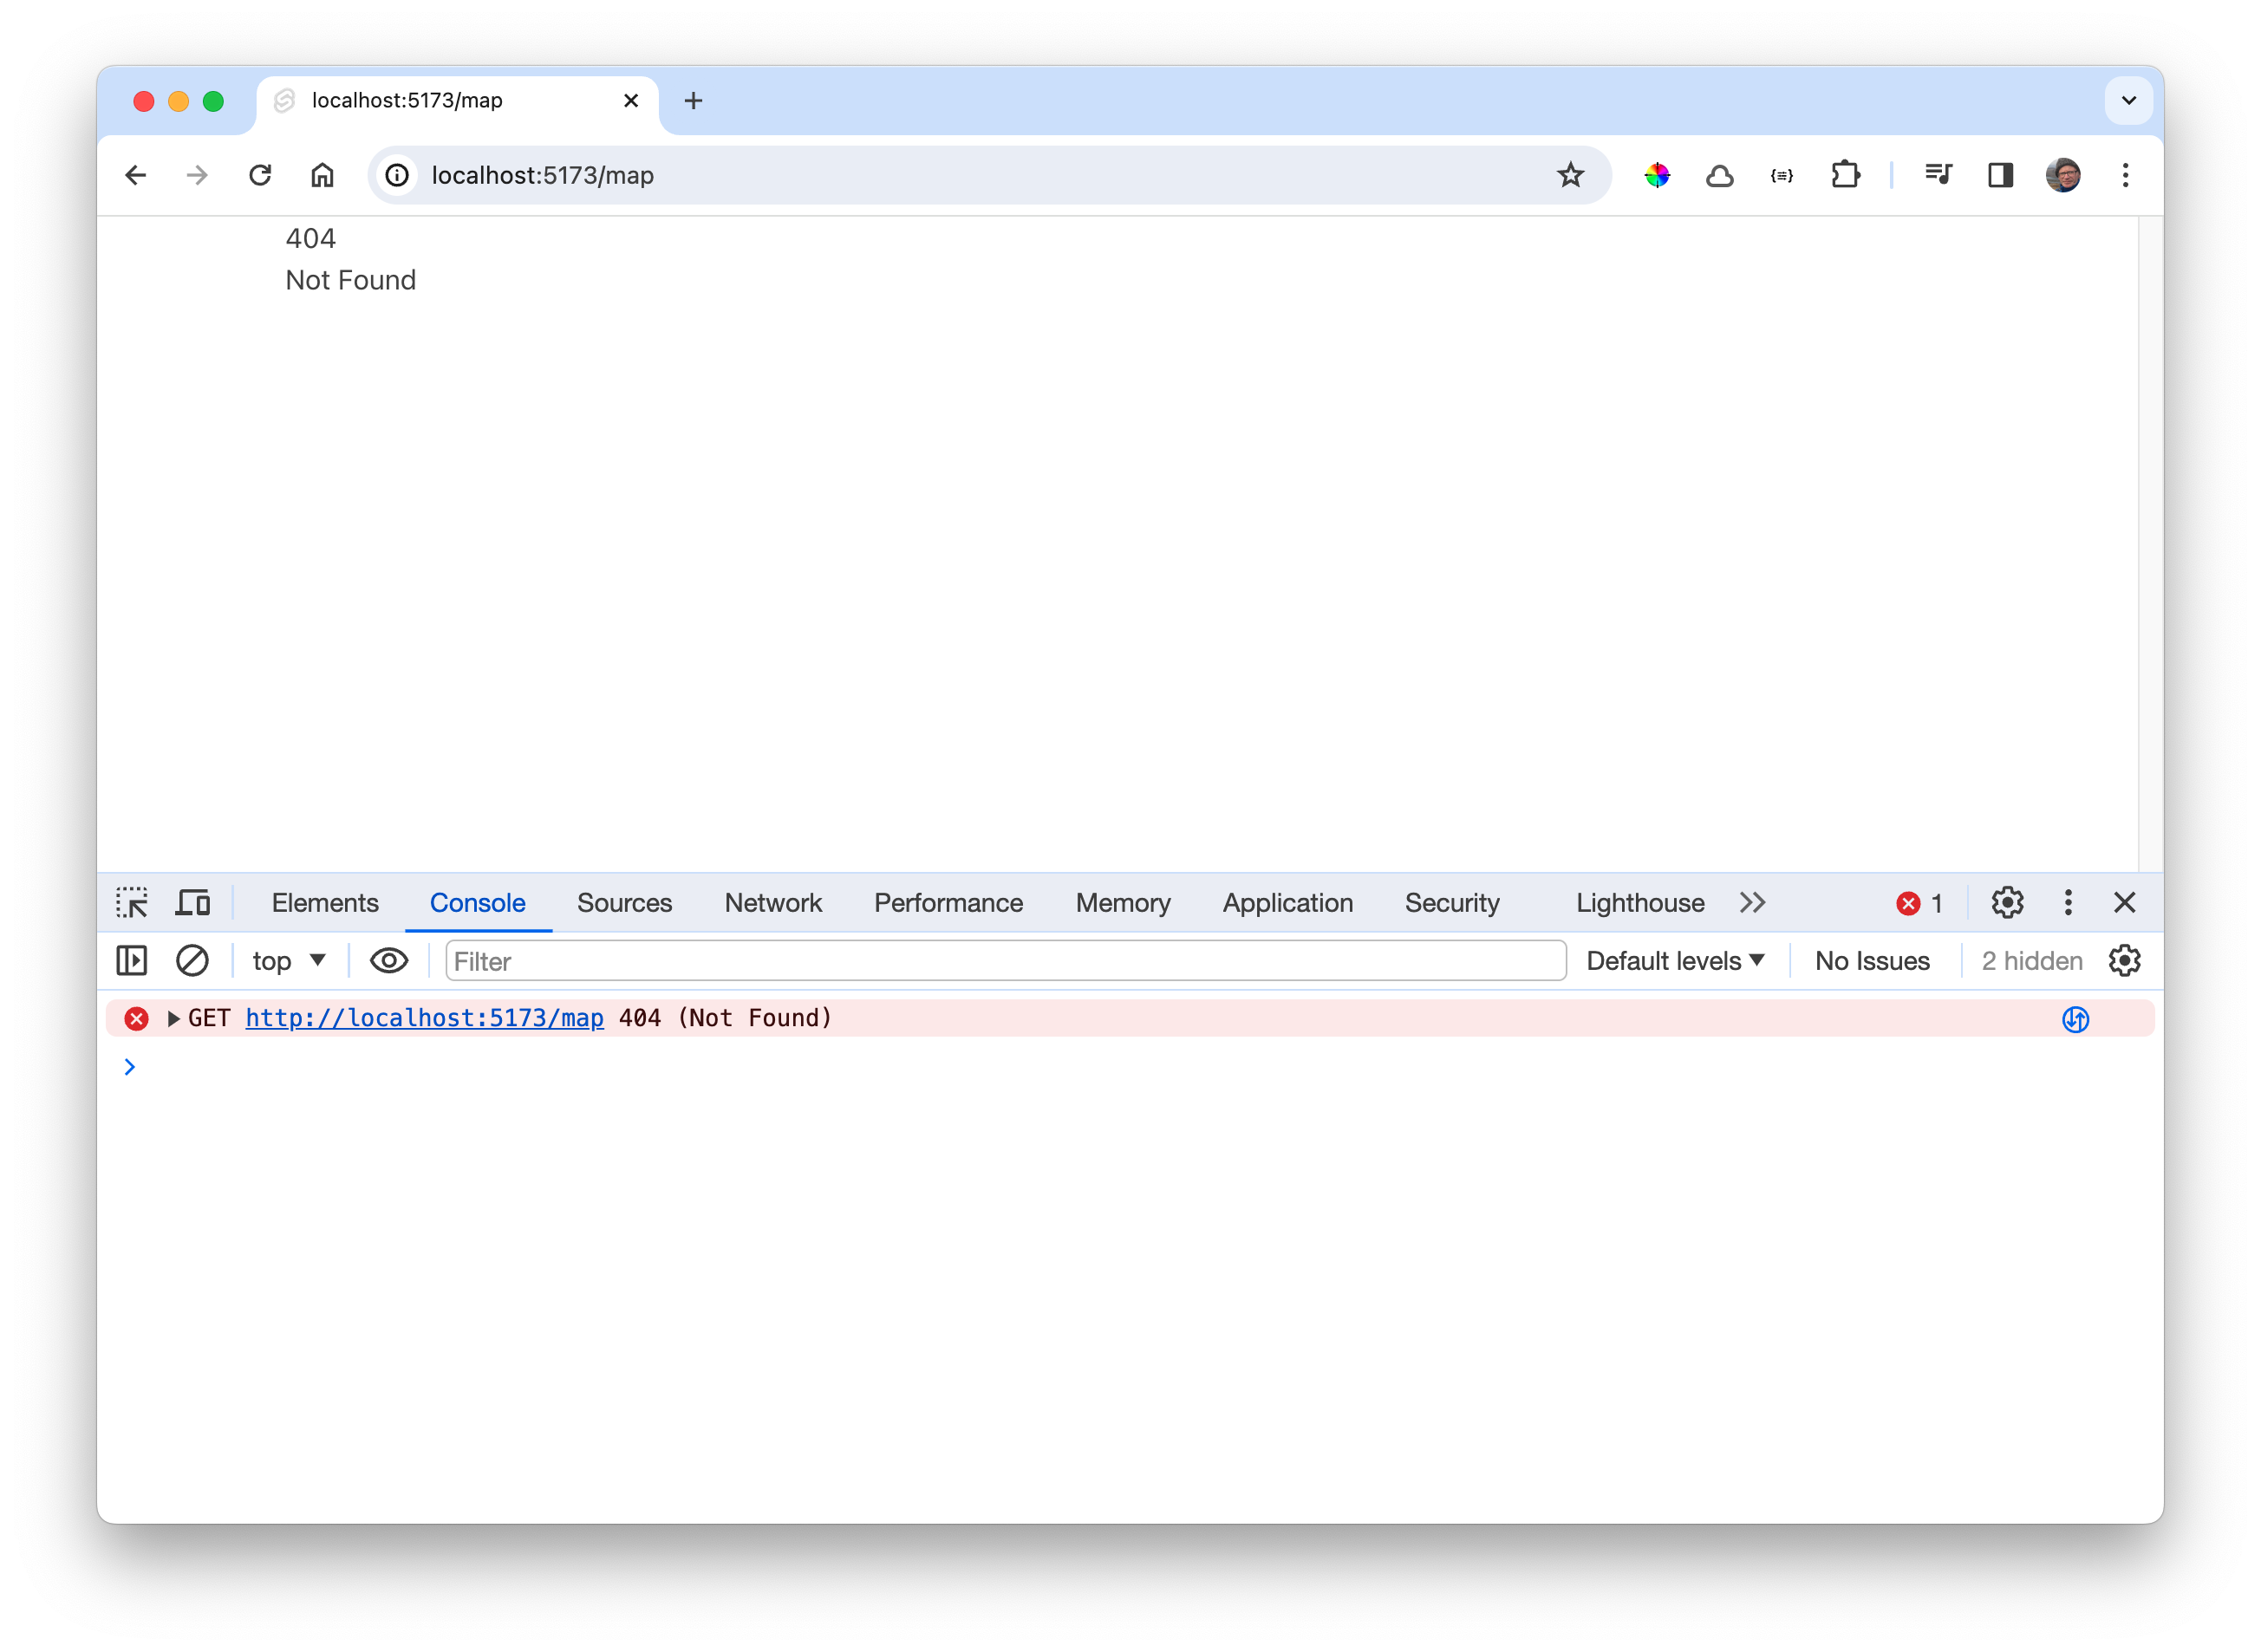 localhost:5173/map
localhost:5173/map
404
Not Found
Elements Console Sources Network Performance Memory Application Security Lighthouse 1
top Filter Default levels No Issues 2 hidden
GET http://localhost:5173/map 404 (Not Found)